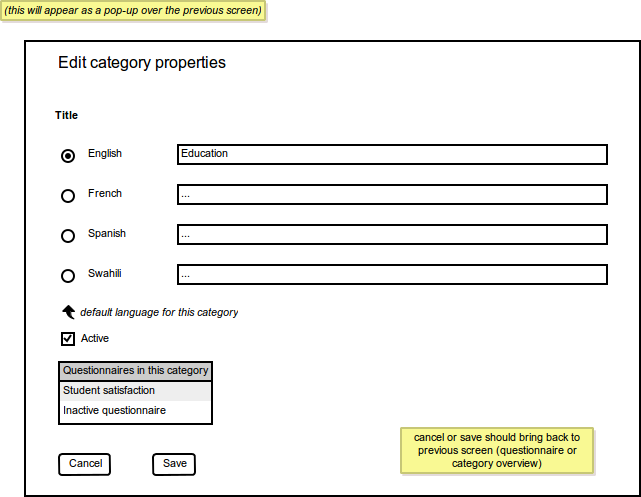 (this will appear as a pop-up over the previous screen)
Edit category properties
Title
English
Education
French
...
Spanish
...
Swahili
...
default language for this category
Active
Questionnaires in this category
Student satisfaction
Inactive questionnaire
cancel or save should bring back to
previous screen (questionnaire or
category overview)
Cancel
Save